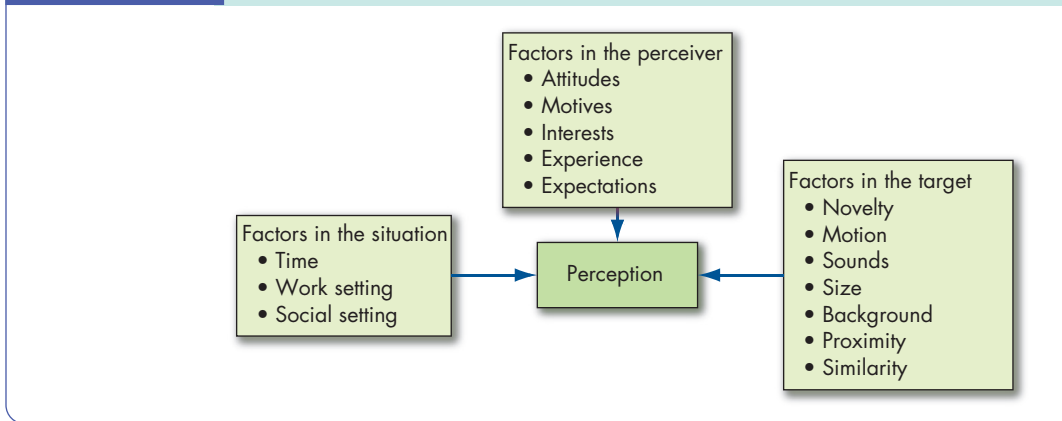 Factors in the perceiver
• Attitudes
• Motives
• Interests
• Experience
• Expectations
Factors in the situation
• Time
• Work setting
• Social setting
Perception
Factors in the target
• Novelty
• Motion
• Sounds
• Size
• Background
• Proximity
• Similarity